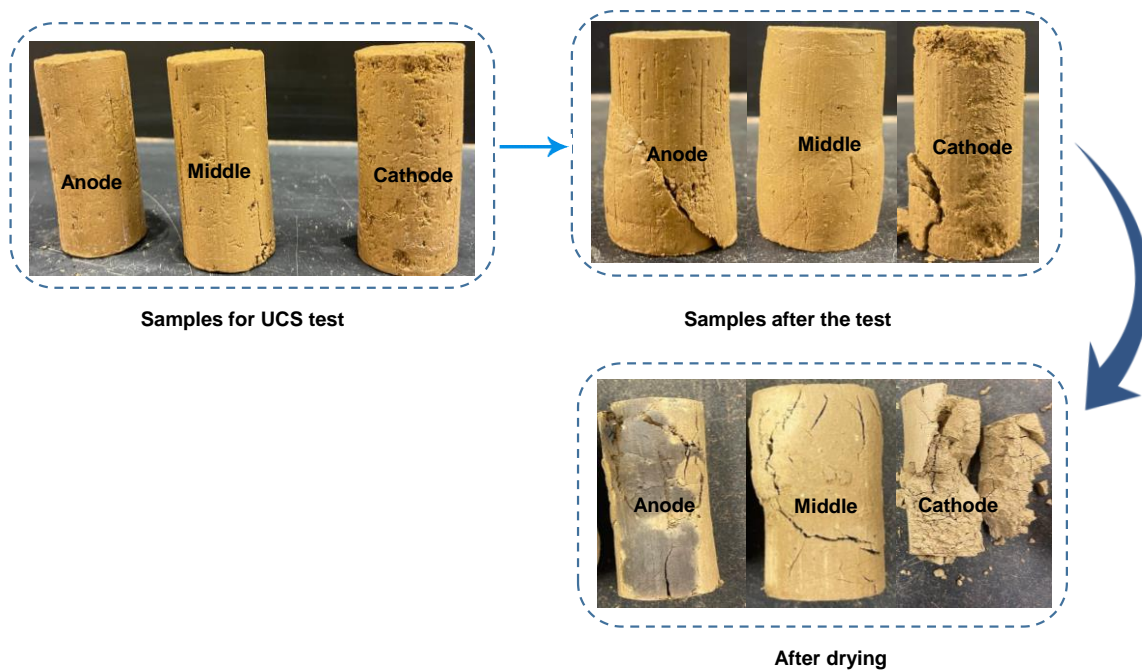 Anode
Middle
Cathode
Samples for UCS test
Anode
Middle
Cathode
Samples after the test
Anode
Middle
Cathode
After drying